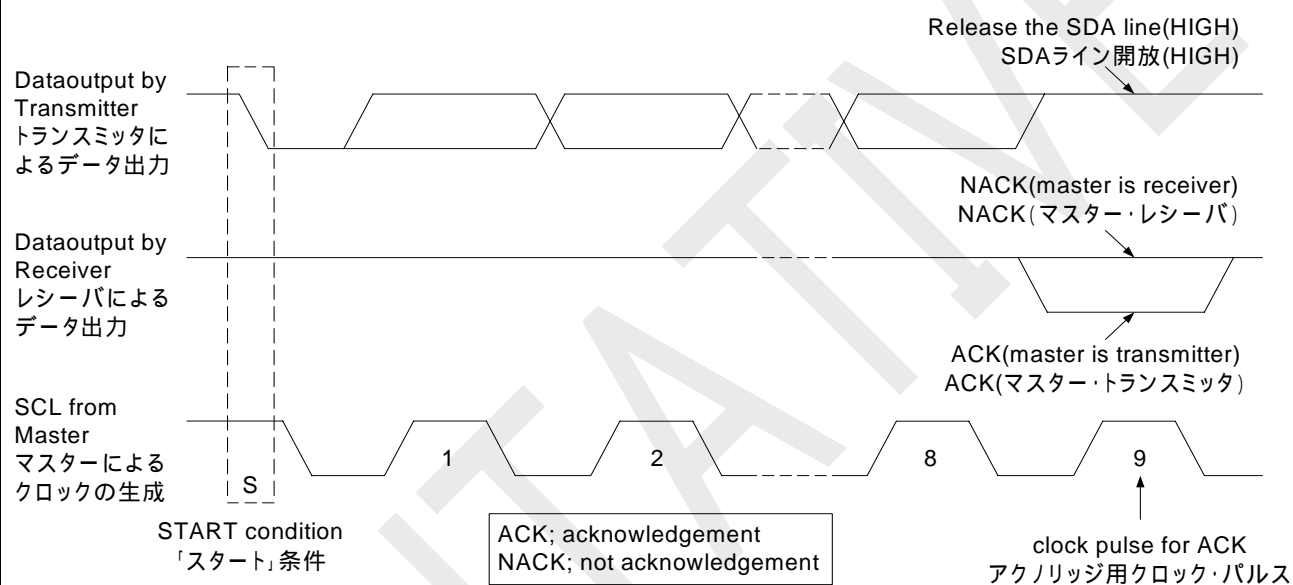 Release the SDA line(HIGH)
SDAライン開放(HIGH)
Dataoutput by
Transmitter
トランスミッタに
よるデータ出力
NACK(master is receiver)
NACK(マスター・レシーバ)
Dataoutput by
Receiver
レシーバによる
データ出力
ACK(master is transmitter)
ACK(マスター・トランスミッタ)
SCL from
Master
マスターによる
クロックの生成
S
1
2
8
9
START condition
「スタート」条件
ACK; acknowledgement
NACK; not acknowledgement
clock pulse for ACK
アクノリッジ用クロック・パルス
TATIVE